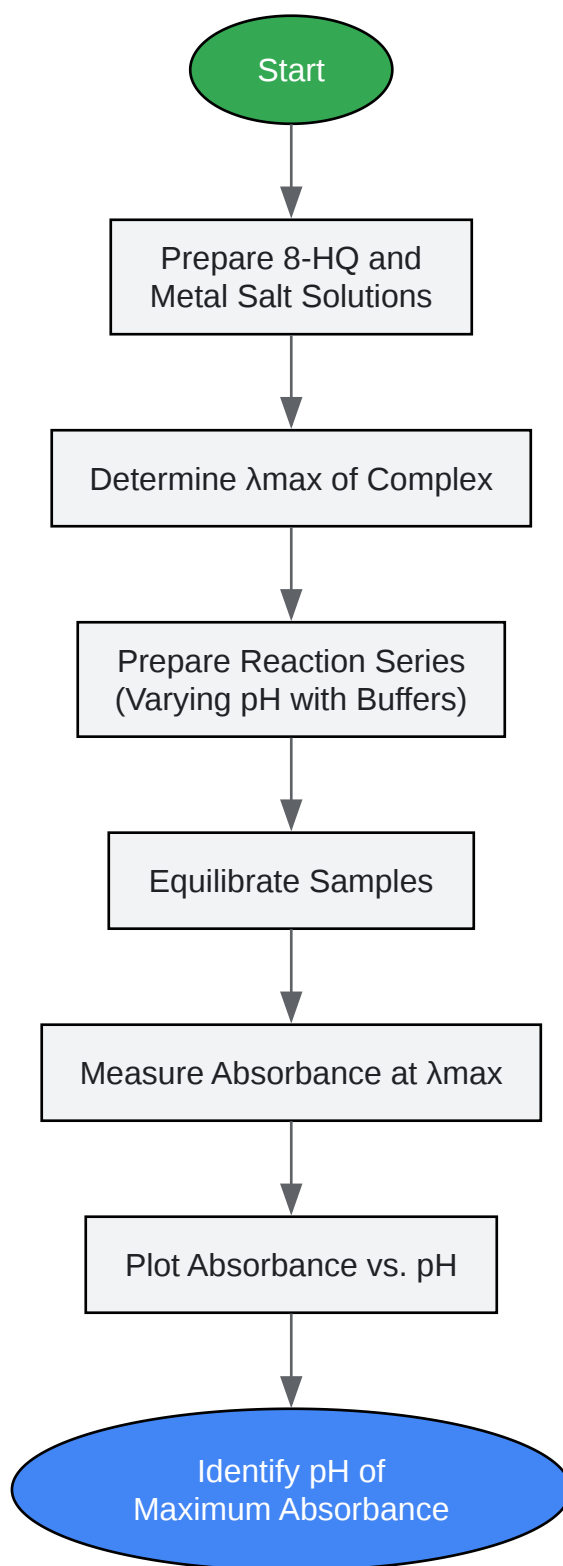 Start
Prepare 8-HQ and
Metal Salt Solutions
Determine λmax of Complex
Prepare Reaction Series
(Varying pH with Buffers)
Equilibrate Samples
Measure Absorbance at λmax
Plot Absorbance vs. pH
Identify pH of
Maximum Absorbance